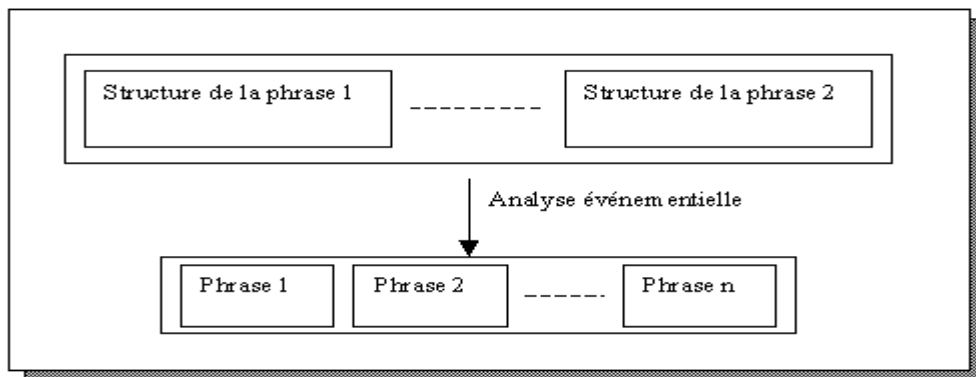 Structure de la phrase 1 --------- Structure de la phrase 2
Analyse événementielle
Phrase 1 Phrase 2 ------- Phrase n